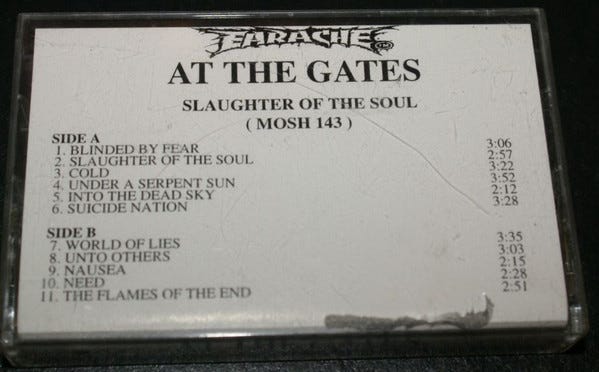 EARACHE
AT THE GATES
SLAUGHTER OF THE SOUL
( MOSH 143 )
SIDE A
1. BLINDED BY FEAR 3:06
2. SLAUGHTER OF THE SOUL 2:57
3. COLD 3:22
4. UNDER A SERPENT SUN 3:52
5. INTO THE DEAD SKY 2:12
6. SUICIDE NATION 3:28
SIDE B
7. WORLD OF LIES 3:35
8. UNTO OTHERS 3:03
9. NAUSEA 2:15
10. NEED 2:28
11. THE FLAMES OF THE END 2:51